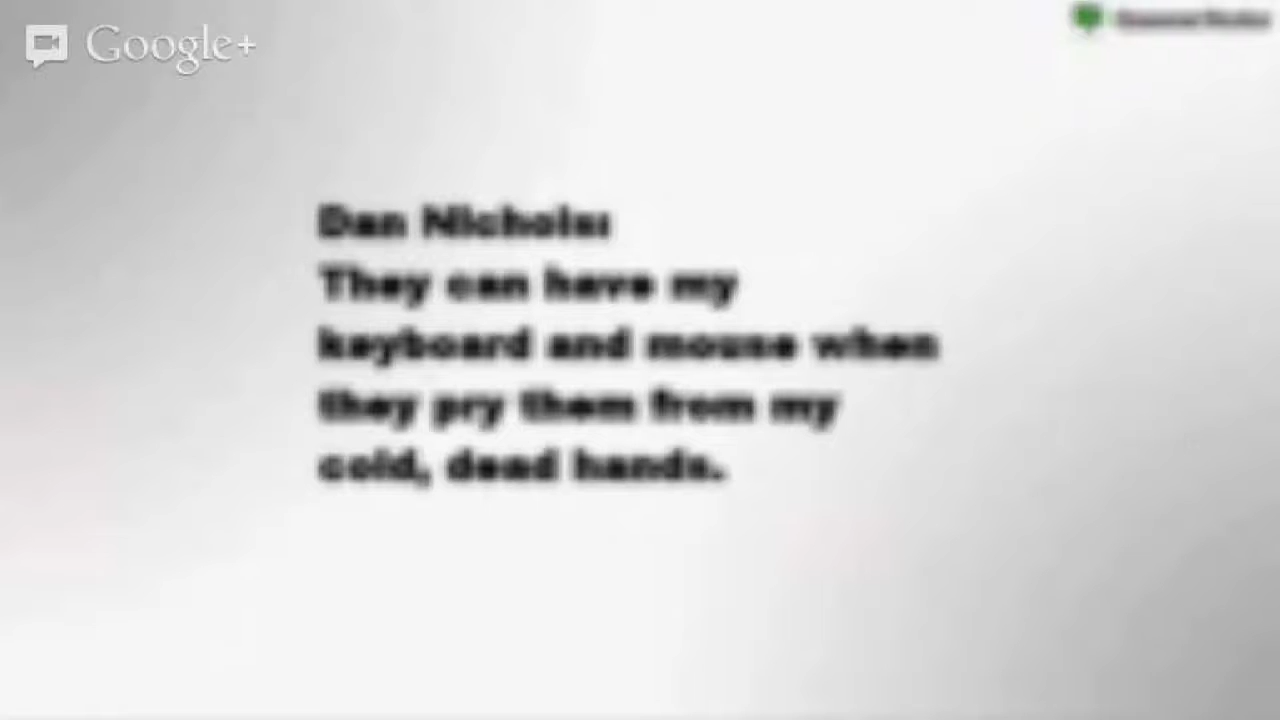 Google+
Dan Nichols:
They can have my
keyboard and mouse when
they pry them from my
cold, dead hands.